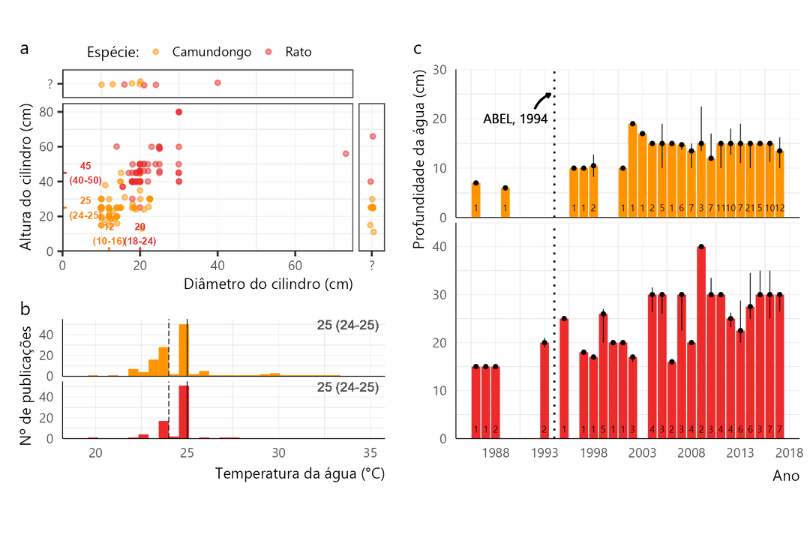 a
Espécie: Camundongo Rato
?
80
60
40
20
0
Altura do cilindro (cm)
45
(40-50)
25
(24-25)
12
(10-16)
20
(18-24)
0 20 40 60 ?
Diâmetro do cilindro (cm)
b
Nº de publicações
40
20
0
25 (24-25)
40
20
0
25 (24-25)
20 25 30 35
Temperatura da água (°C)
c
Profundidade da água (cm)
30
20
10
0
ABEL, 1994
1 1 1 1 2 1 1 1 2 5 1 6 7 3 7 11 10 7 21 5 10 12
40
30
20
10
0
1 1 2 2 1 1 1 5 1 1 3 4 3 1 3 2 2 3 4 4 6 6 3 7 7
1988 1993 1998 2003 2008 2013 2018
Ano